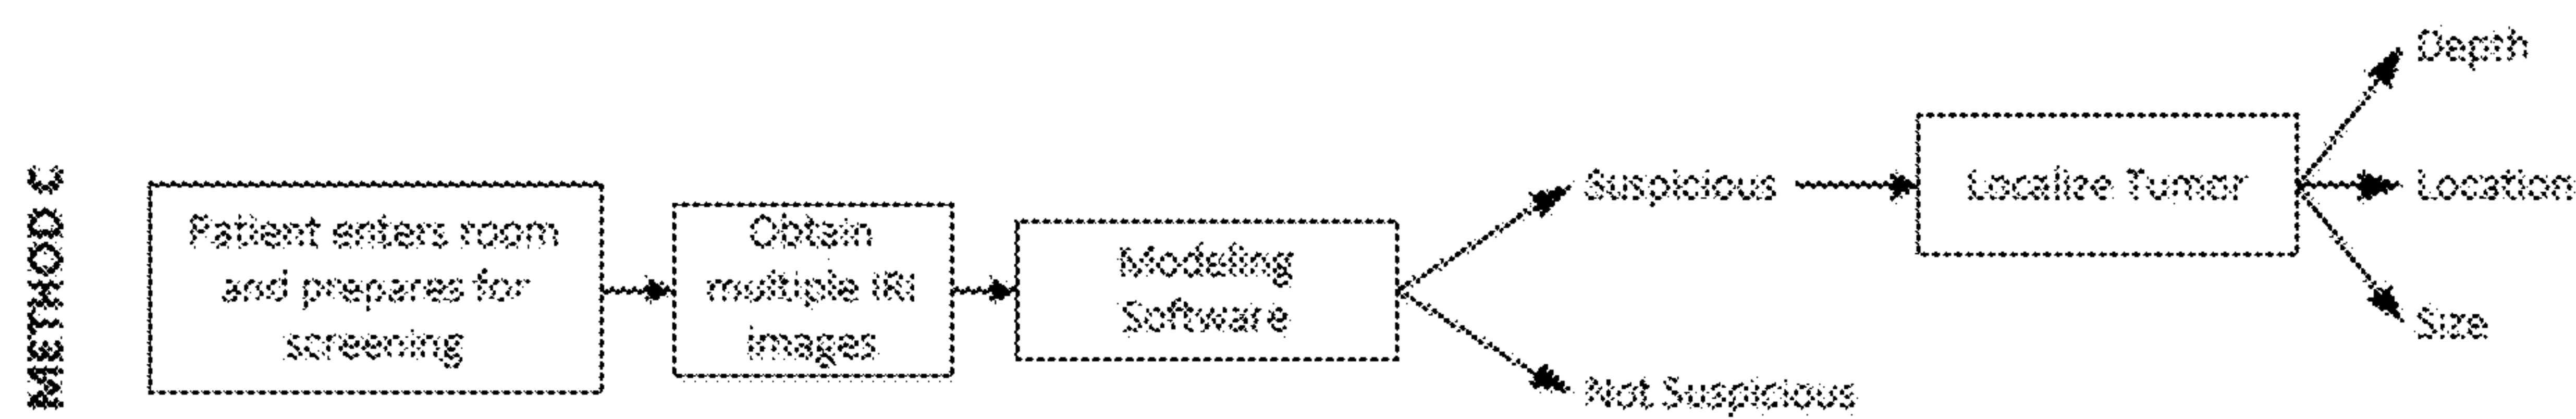 METHOD C
Patient enters room
and prepares for
screening
Obtain
multiple IRI
images
Modeling
Software
Suspicious
Not Suspicious
Localize Tumor
Depth
Location
Size